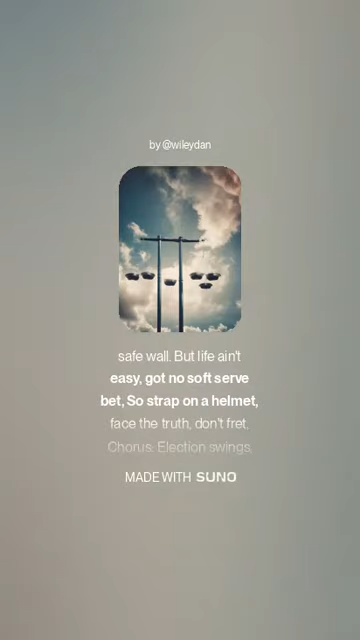 by @wileydan
safe wall. But life ain't
easy, got no soft serve
bet, So strap on a helmet,
face the truth, don't fret.
Chorus: Election swings,
MADE WITH SUNO